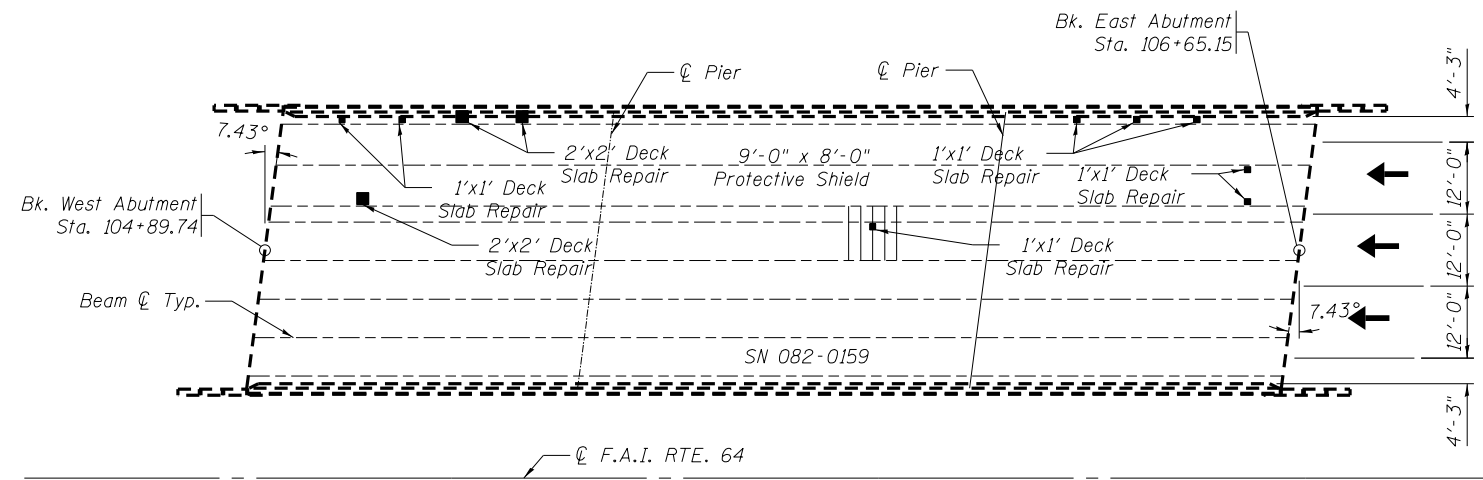 Bk. East Abutment
Sta. 106+65.15
℄ Pier
℄ Pier
4'-3"
7.43°
2'x2' Deck
Slab Repair
9'-0" x 8'-0"
Protective Shield
1'x1' Deck
Slab Repair
1'x1' Deck
Slab Repair
1'x1' Deck
Slab Repair
12'-0"
Bk. West Abutment
Sta. 104+89.74
2'x2' Deck
Slab Repair
1'x1' Deck
Slab Repair
12'-0"
Beam ℄ Typ.
7.43°
12'-0"
SN 082-0159
4'-3"
℄ F.A.I. RTE. 64